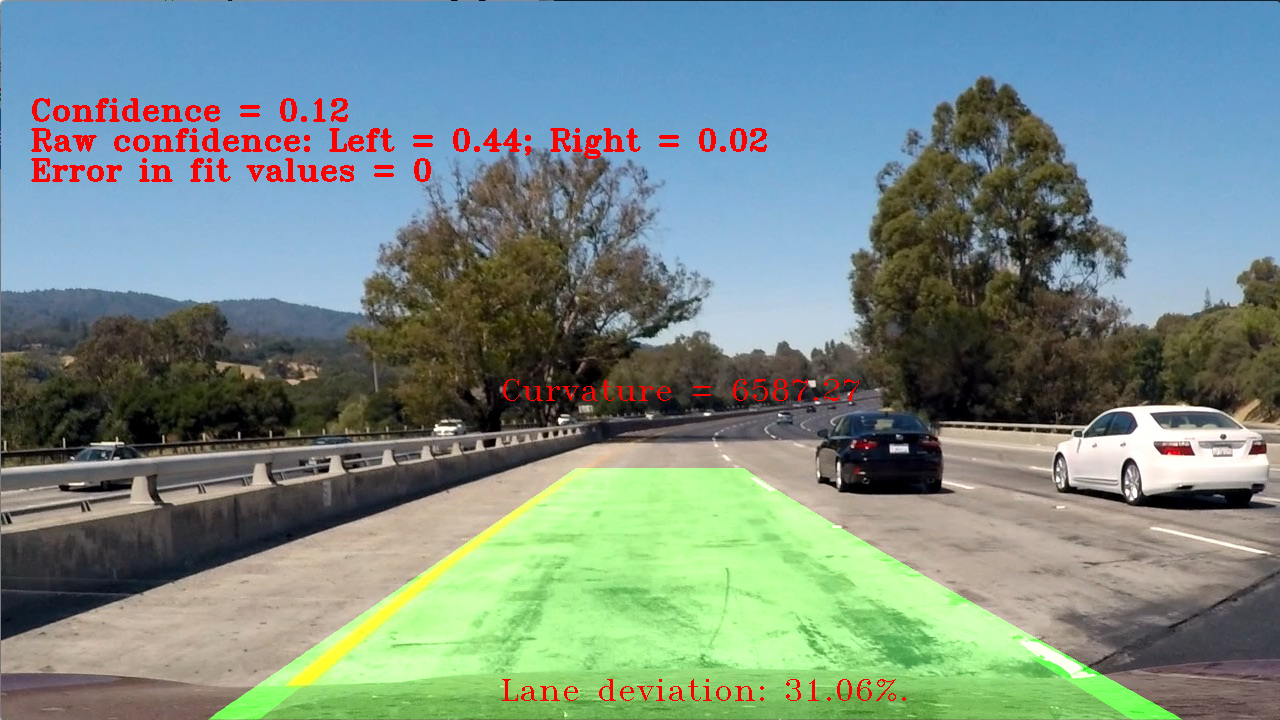 Confidence = 0.12
Raw confidence: Left = 0.44; Right = 0.02
Error in fit values = 0
Curvature = 6587.27
Lane deviation: 31.06%.